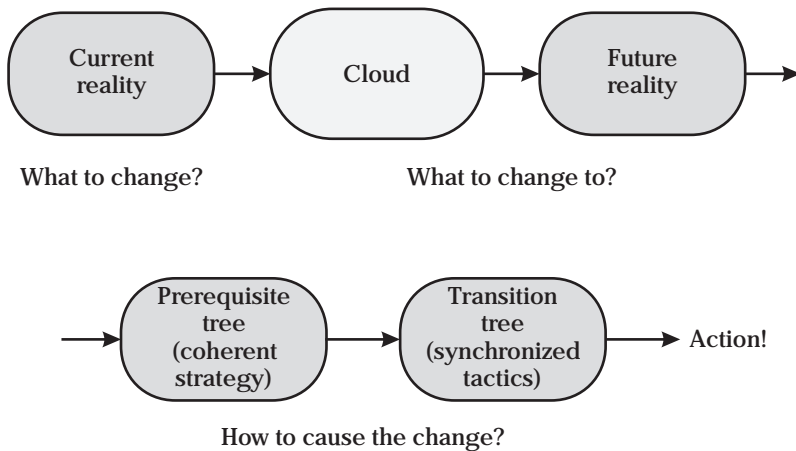 Current
reality
Cloud
Future
reality
What to change?
What to change to?
Prerequisite
tree
(coherent
strategy)
Transition
tree
(synchronized
tactics)
Action!
How to cause the change?